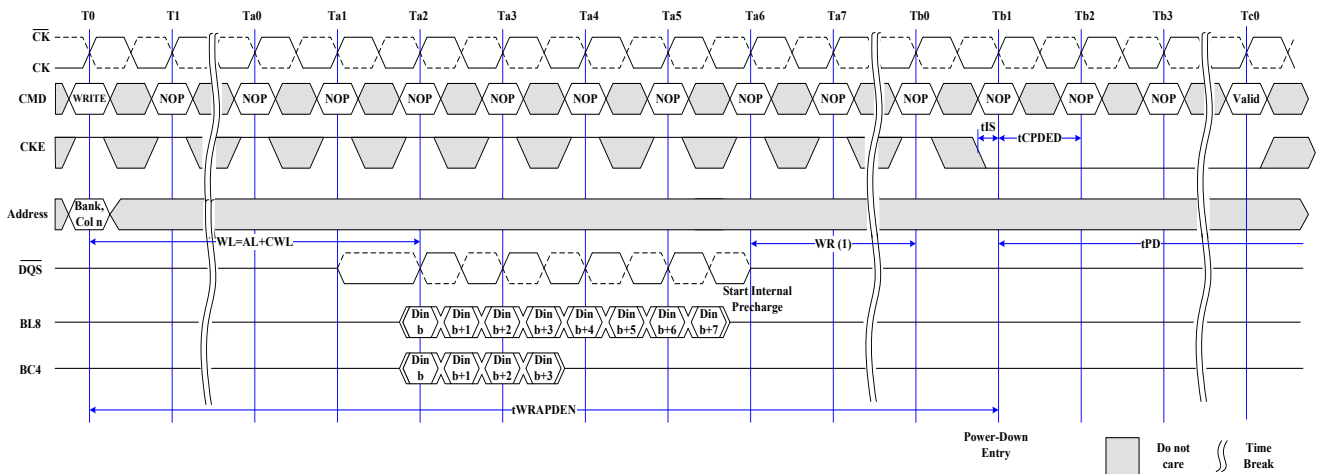 T0 T1 Ta0 Ta1 Ta2 Ta3 Ta4 Ta5 Ta6 Ta7 Tb0 Tb1 Tb2 Tb3 Tc0
CK
CK
CMD WRITE NOP NOP NOP NOP NOP NOP NOP NOP NOP NOP NOP NOP NOP Valid
tIS
tCPDED
CKE
Address Bank,
Col n
WL=AL+CWL WR (1) tPD
DQS
Start Internal
Precharge
BL8 Din
b Din
b+1 Din
b+2 Din
b+3 Din
b+4 Din
b+5 Din
b+6 Din
b+7
BC4 Din
b Din
b+1 Din
b+2 Din
b+3
tWRAPDEN
Power-Down
Entry
Do not
care
Time
Break